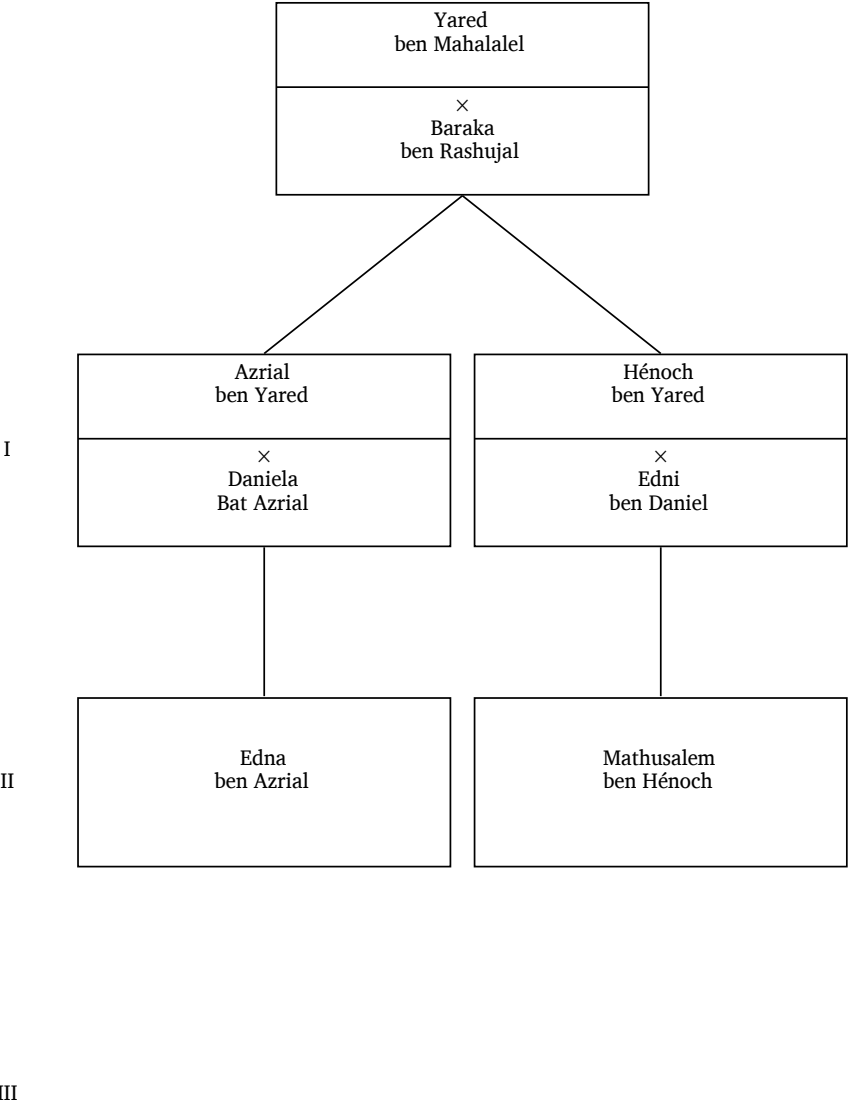 Yared
ben Mahalalel
×
Baraka
ben Rashujal
Azrial
ben Yared
Hénoch
ben Yared
I
×
Daniela
Bat Azrial
×
Edni
ben Daniel
Edna
ben Azrial
Mathusalem
ben Hénoch
II
III